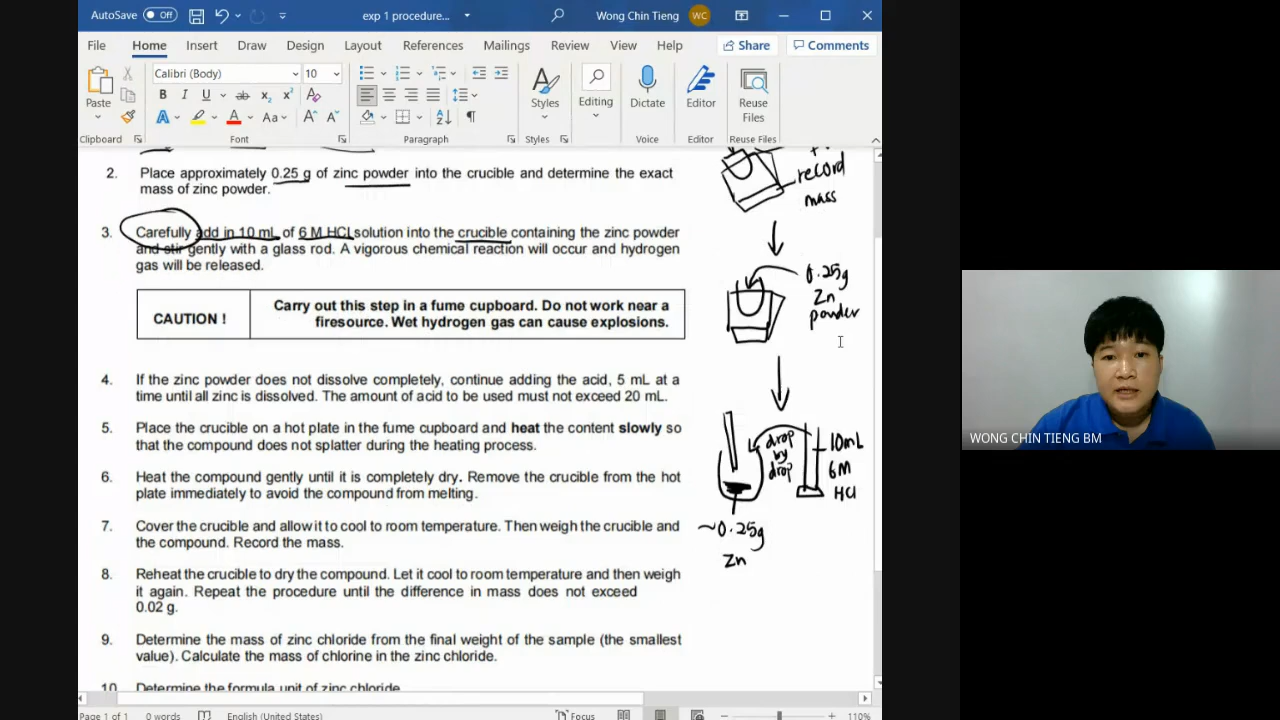 AutoSave Off
exp 1 procedure...
Wong Chin Tieng WC
File Home Insert Draw Design Layout References Mailings Review View Help Share Comments
Paste
Calibri (Body) 10
B I U ab x₂ x²
A A Aa A A
Styles
Editing
Dictate
Editor
Reuse Files
Clipboard Font Paragraph Styles Voice Editor Reuse Files
2. Place approximately 0.25 g of zinc powder into the crucible and determine the exact
mass of zinc powder.
3. Carefully add in 10 mL of 6 M HCl solution into the crucible containing the zinc powder
and stir gently with a glass rod. A vigorous chemical reaction will occur and hydrogen
gas will be released.
CAUTION !
Carry out this step in a fume cupboard. Do not work near a
firesource. Wet hydrogen gas can cause explosions.
4. If the zinc powder does not dissolve completely, continue adding the acid, 5 mL at a
time until all zinc is dissolved. The amount of acid to be used must not exceed 20 mL.
5. Place the crucible on a hot plate in the fume cupboard and heat the content slowly so
that the compound does not splatter during the heating process.
6. Heat the compound gently until it is completely dry. Remove the crucible from the hot
plate immediately to avoid the compound from melting.
7. Cover the crucible and allow it to cool to room temperature. Then weigh the crucible and
the compound. Record the mass.
8. Reheat the crucible to dry the compound. Let it cool to room temperature and then weigh
it again. Repeat the procedure until the difference in mass does not exceed
0.02 g.
9. Determine the mass of zinc chloride from the final weight of the sample (the smallest
value). Calculate the mass of chlorine in the zinc chloride.
10. Determine the formula unit of zinc chloride.
record
mass
0.25g
Zn
powder
drop
by
drop
10mL
6M
HCl
~0.25g
Zn
Page 1 of 1 0 words English (United States) Focus 110%
WONG CHIN TIENG BM